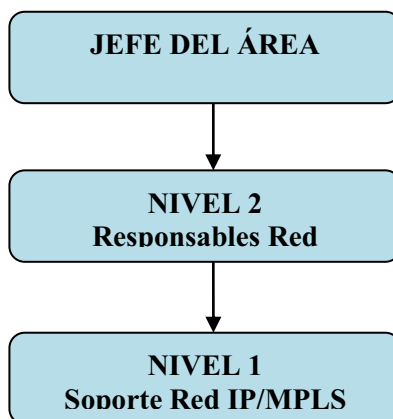 JEFE DEL ÁREA
NIVEL 2
Responsables Red
NIVEL 1
Soporte Red IP/MPLS